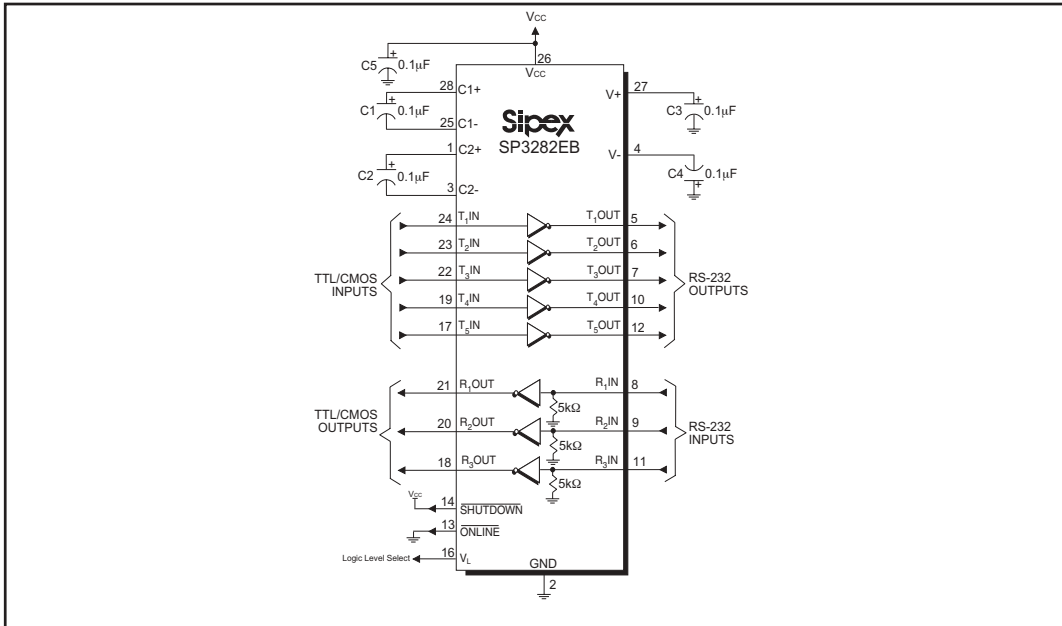 VCC
26
VCC
C5 + 0.1µF
28 C1+
C1 + 0.1µF
25 C1-
1 C2+
C2 + 0.1µF
3 C2-
Sipex
SP3282EB
V+ 27
+ C3 0.1µF
V- 4
C4 0.1µF +
TTL/CMOS
INPUTS
24 T1IN T1OUT 5
23 T2IN T2OUT 6
22 T3IN T3OUT 7
19 T4IN T4OUT 10
17 T5IN T5OUT 12
RS-232
OUTPUTS
TTL/CMOS
OUTPUTS
21 R1OUT R1IN 8
5kΩ
20 R2OUT R2IN 9
5kΩ
18 R3OUT R3IN 11
5kΩ
RS-232
INPUTS
VCC
14 SHUTDOWN
13 ONLINE
Logic Level Select 16 VL
GND
2